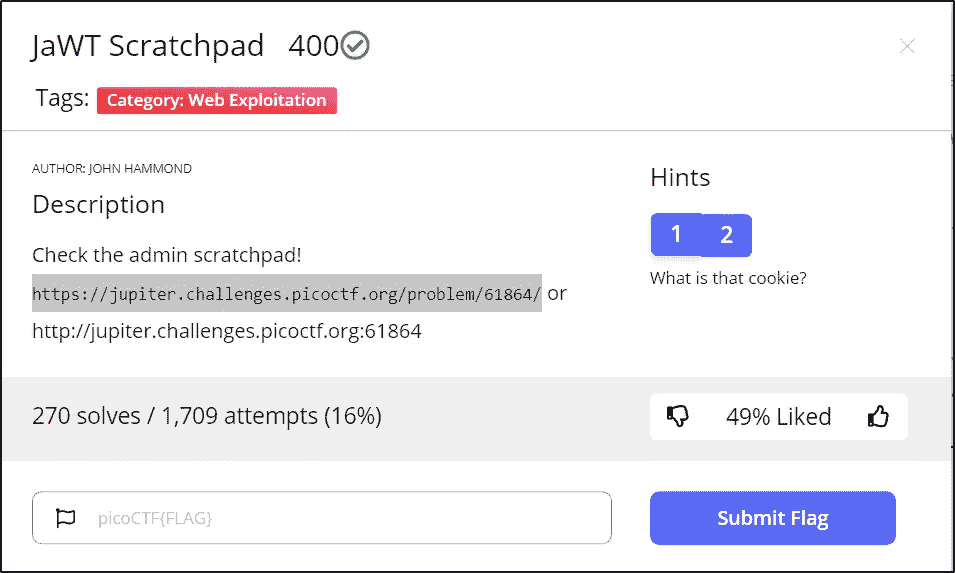 JaWT Scratchpad 400
Tags: Category: Web Exploitation
AUTHOR: JOHN HAMMOND
Description
Check the admin scratchpad!
https://jupiter.challenges.picoctf.org/problem/61864/ or
http://jupiter.challenges.picoctf.org:61864
Hints
1 2
What is that cookie?
270 solves / 1,709 attempts (16%)
49% Liked
picoCTF{FLAG}
Submit Flag